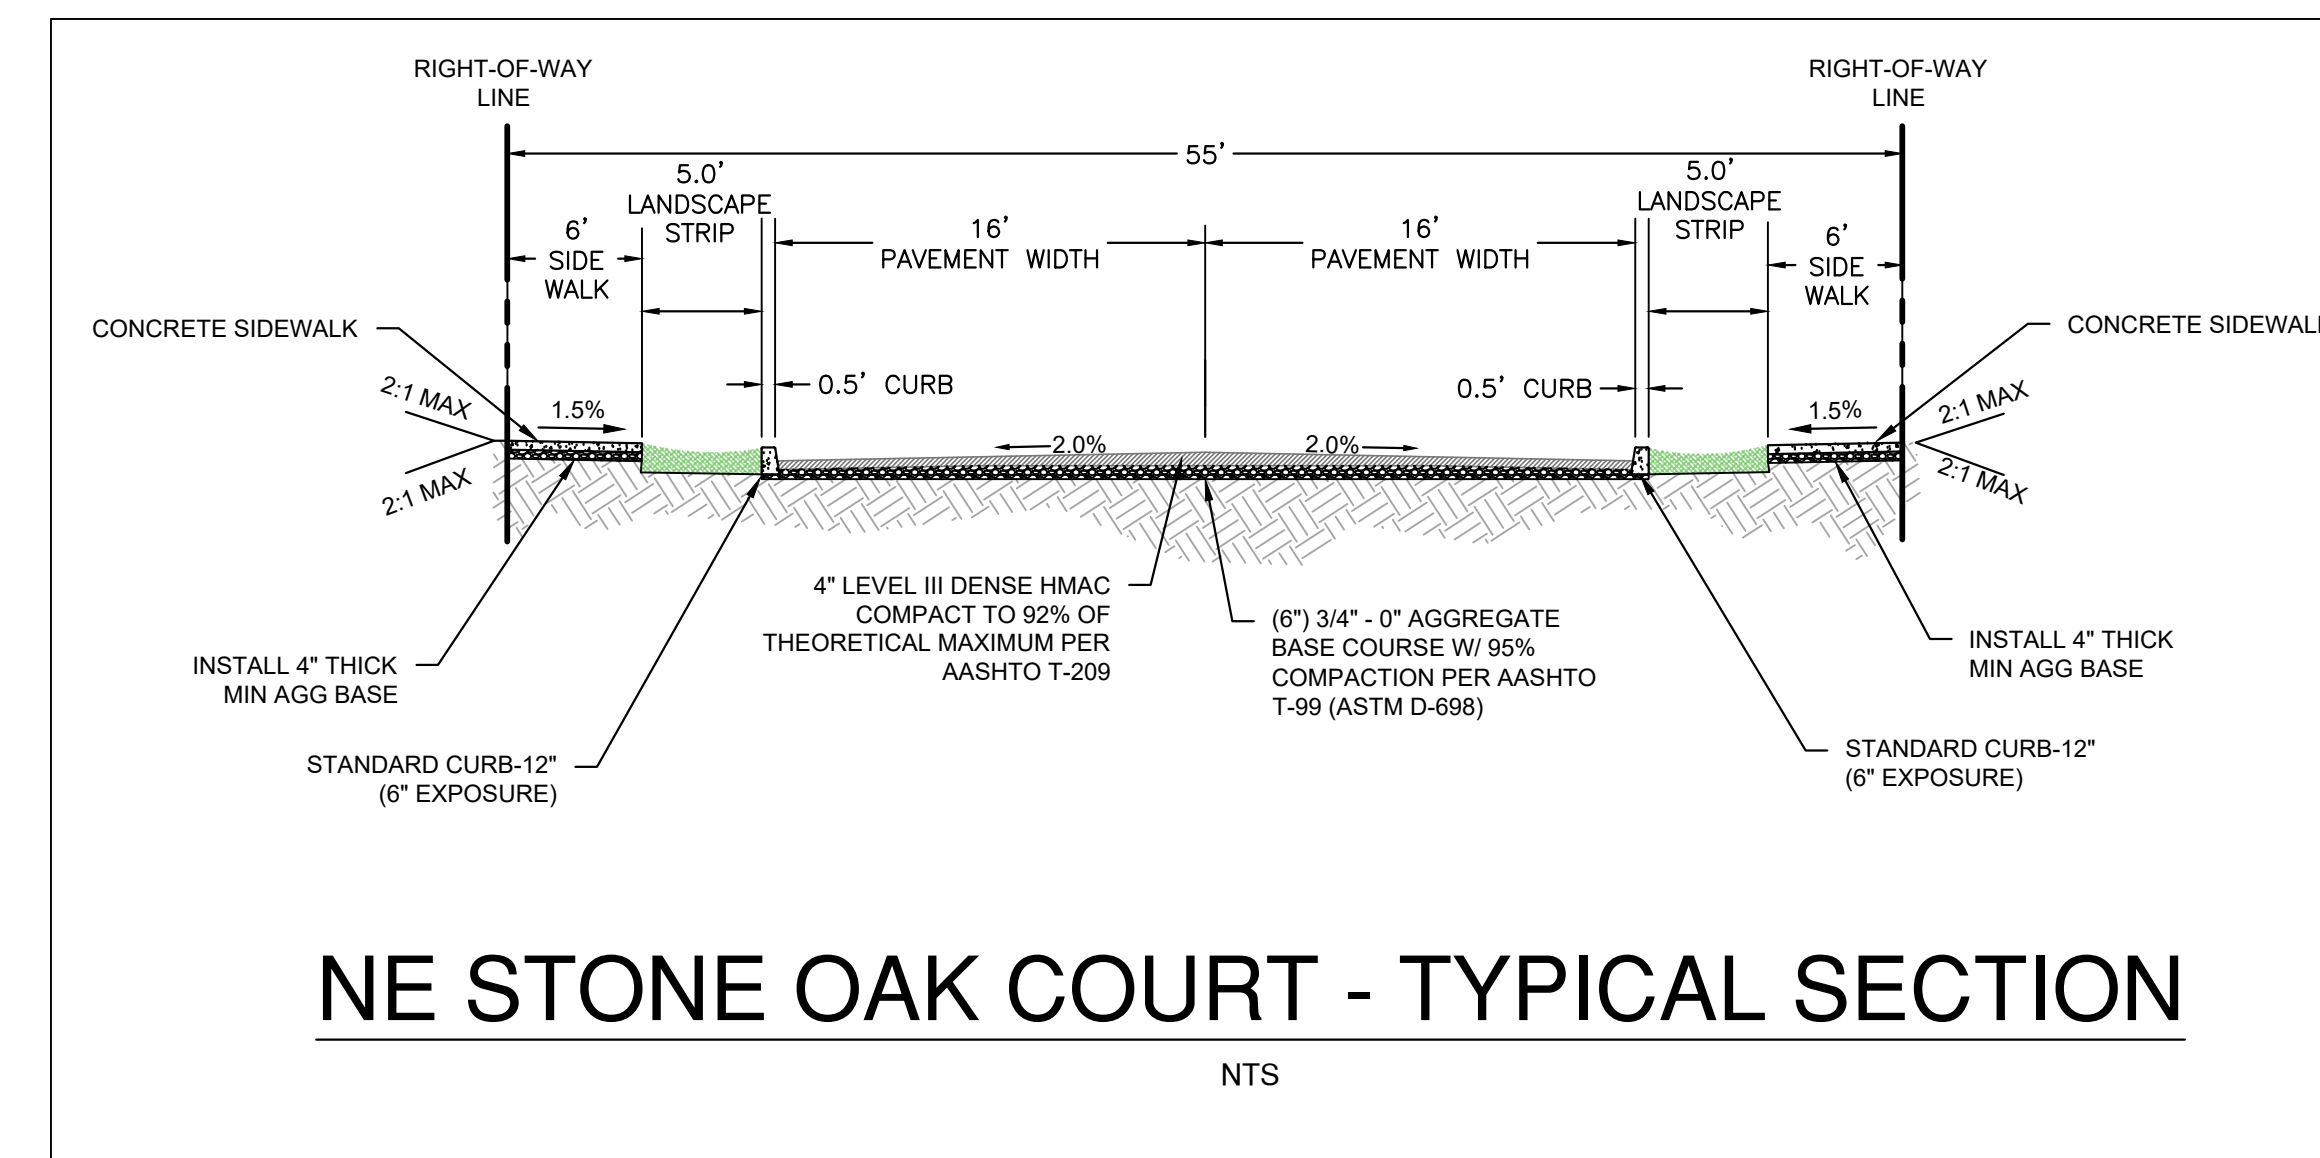 RIGHT-OF-WAY
LINE
RIGHT-OF-WAY
LINE
55'
5.0'
LANDSCAPE
STRIP
5.0'
LANDSCAPE
STRIP
6'
SIDE
WALK
16'
PAVEMENT WIDTH
16'
PAVEMENT WIDTH
6'
SIDE
WALK
CONCRETE SIDEWALK
CONCRETE SIDEWAL
0.5' CURB
0.5' CURB
2:1 MAX
1.5%
1.5%
2:1 MAX
2.0%
2.0%
2:1 MAX
2:1 MAX
4" LEVEL III DENSE HMAC
COMPACT TO 92% OF
THEORETICAL MAXIMUM PER
AASHTO T-209
(6") 3/4" - 0" AGGREGATE
BASE COURSE W/ 95%
COMPACTION PER AASHTO
T-99 (ASTM D-698)
INSTALL 4" THICK
MIN AGG BASE
INSTALL 4" THICK
MIN AGG BASE
STANDARD CURB-12"
(6" EXPOSURE)
STANDARD CURB-12"
(6" EXPOSURE)
NE STONE OAK COURT - TYPICAL SECTION
NTS